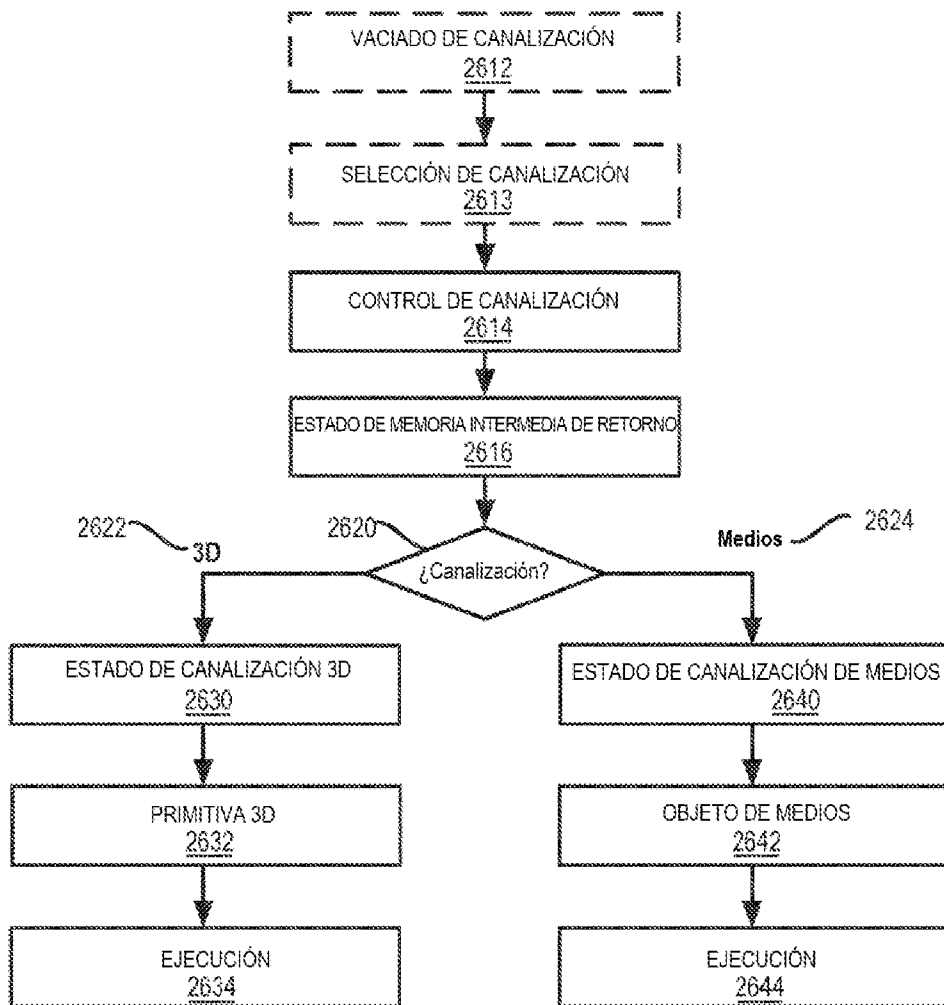 VACIADO DE CANALIZACIÓN
2612
SELECCIÓN DE CANALIZACIÓN
2613
CONTROL DE CANALIZACIÓN
2614
ESTADO DE MEMORIA INTERMEDIA DE RETORNO
2616
2622
3D
2620
¿Canalización?
Medios
2624
ESTADO DE CANALIZACIÓN 3D
2630
ESTADO DE CANALIZACIÓN DE MEDIOS
2640
PRIMITIVA 3D
2632
OBJETO DE MEDIOS
2642
EJECUCIÓN
2634
EJECUCIÓN
2644